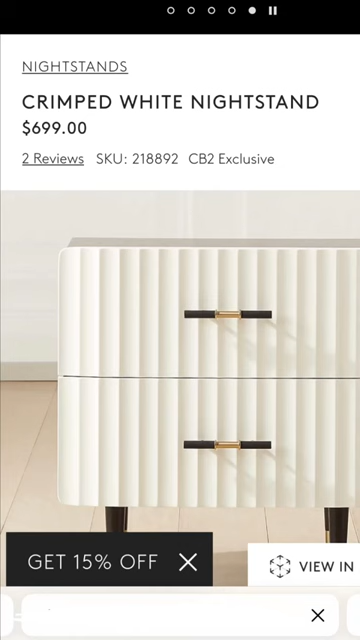 NIGHTSTANDS
CRIMPED WHITE NIGHTSTAND
$699.00
2 Reviews SKU: 218892 CB2 Exclusive
GET 15% OFF
VIEW IN